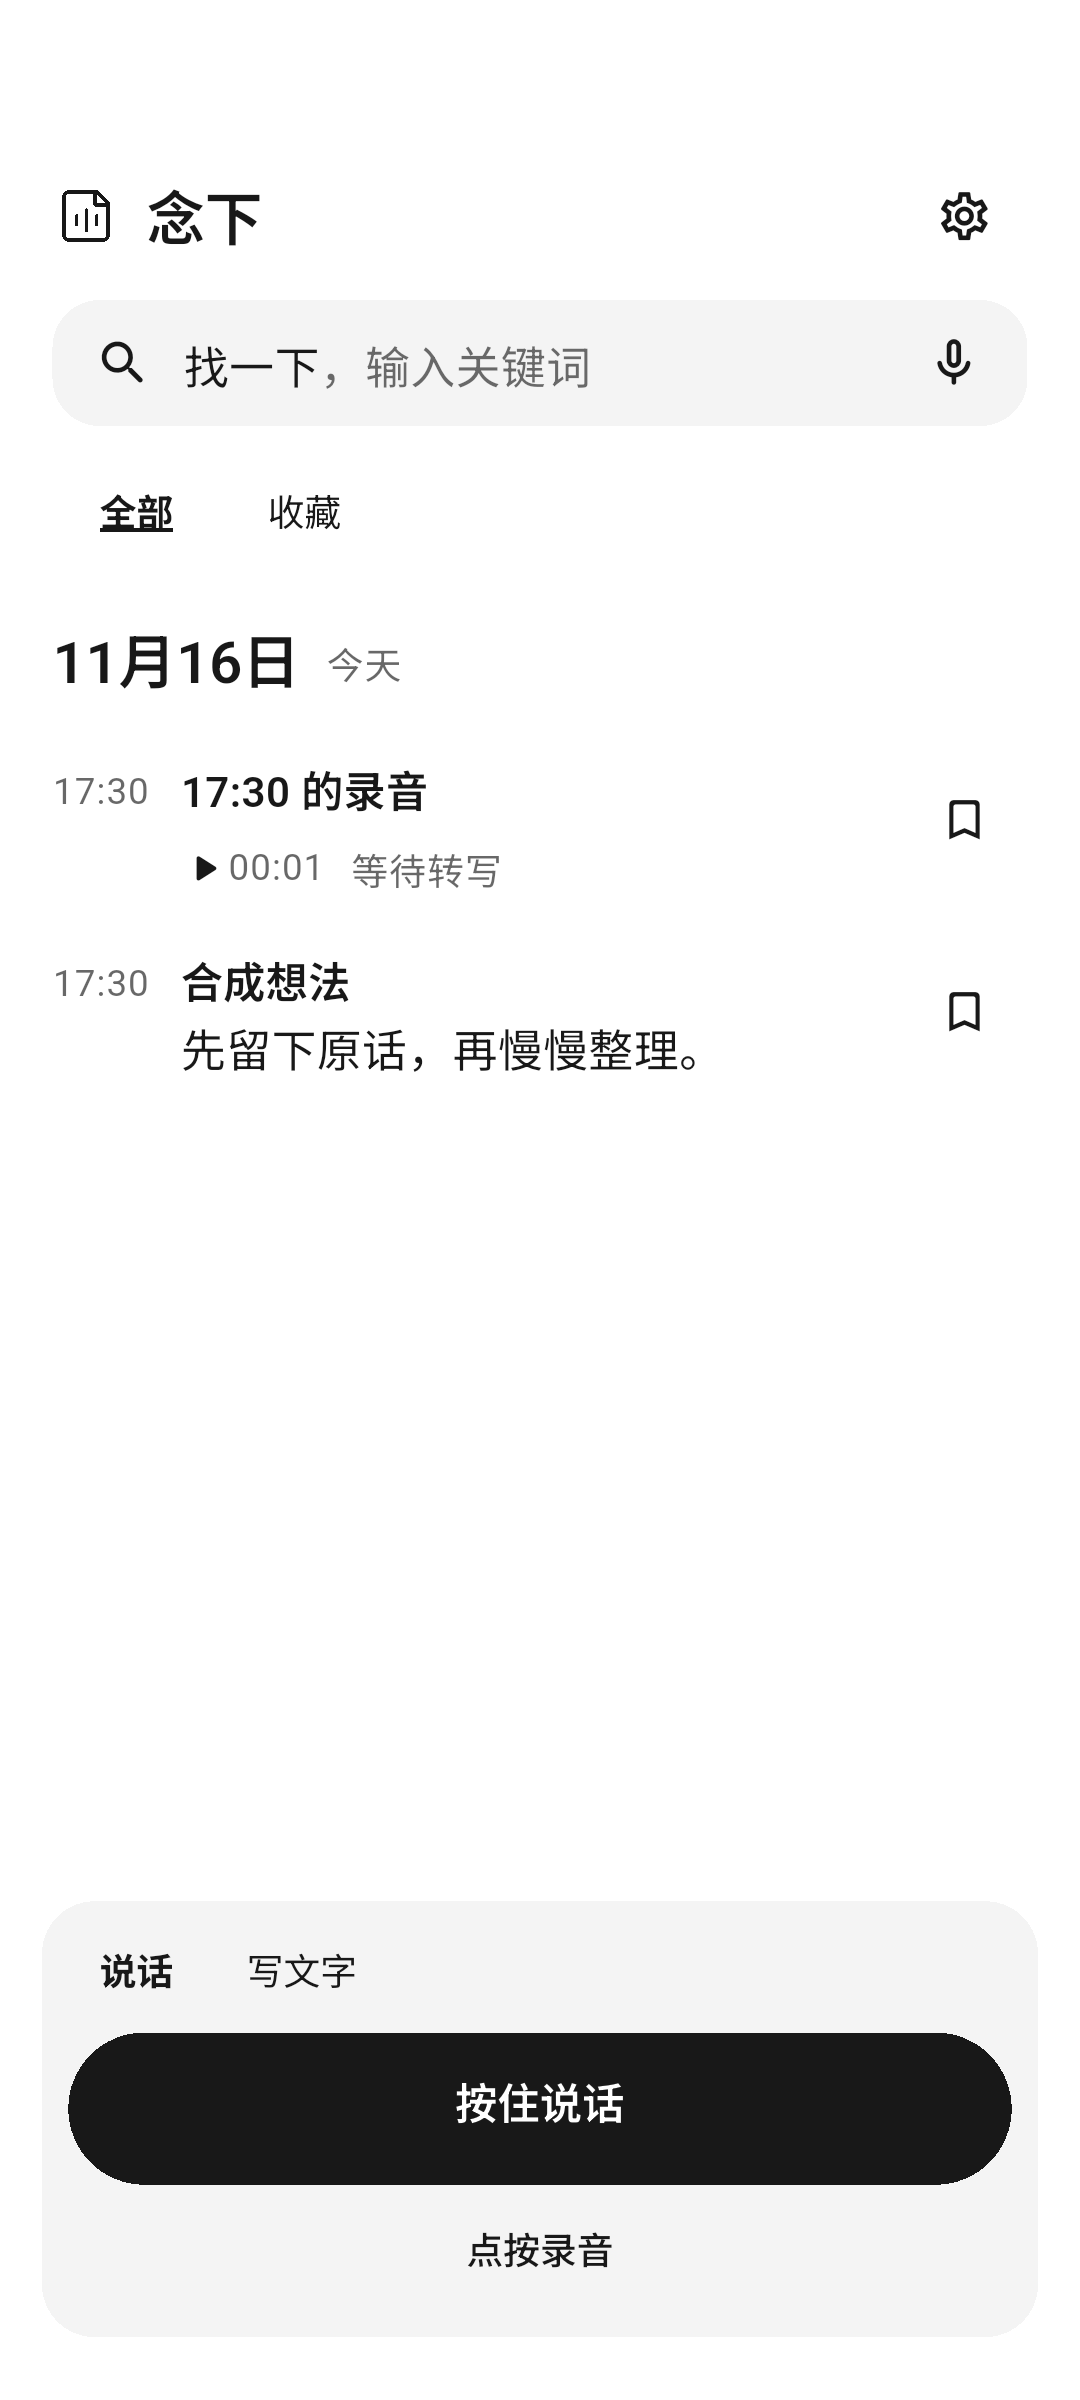 念下
找一下，输入关键词
全部 收藏
11月16日 今天
17:30 17:30 的录音
00:01 等待转写
17:30 合成想法
先留下原话，再慢慢整理。
说话 写文字
按住说话
点按录音